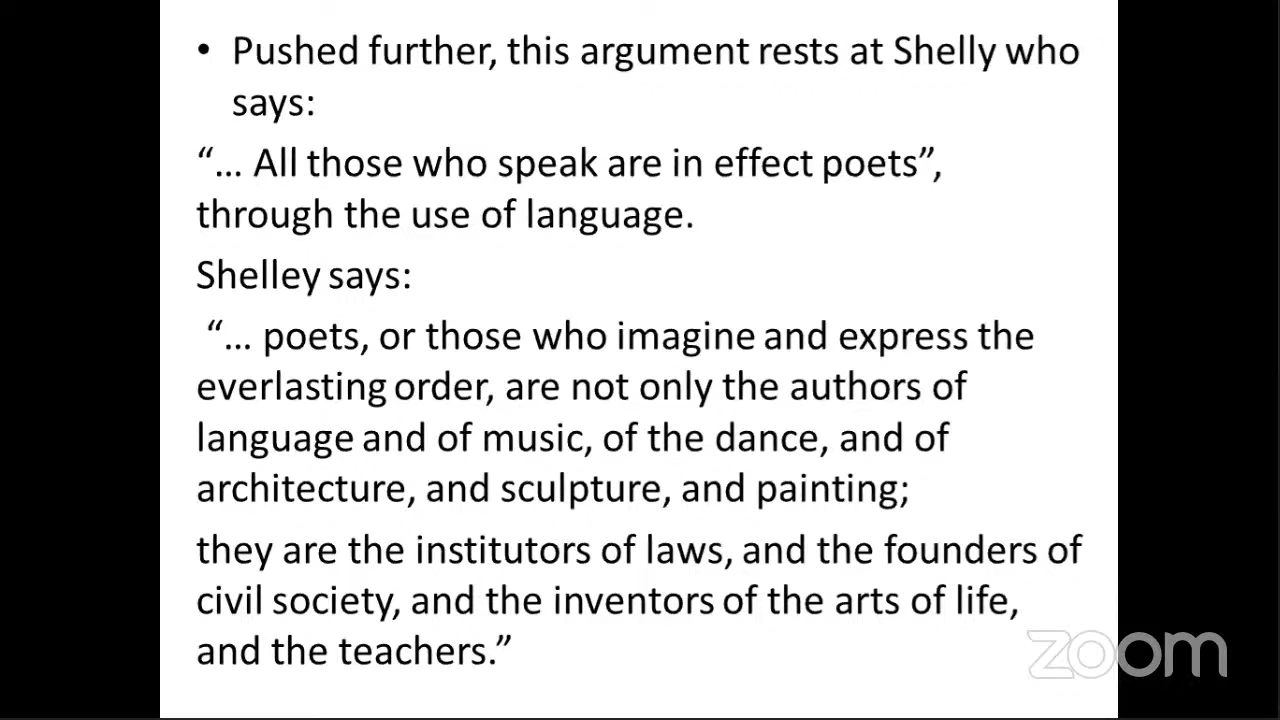 • Pushed further, this argument rests at Shelly who
says:
“... All those who speak are in effect poets”,
through the use of language.
Shelley says:
“... poets, or those who imagine and express the
everlasting order, are not only the authors of
language and of music, of the dance, and of
architecture, and sculpture, and painting;
they are the institutors of laws, and the founders of
civil society, and the inventors of the arts of life,
and the teachers.”
zoom